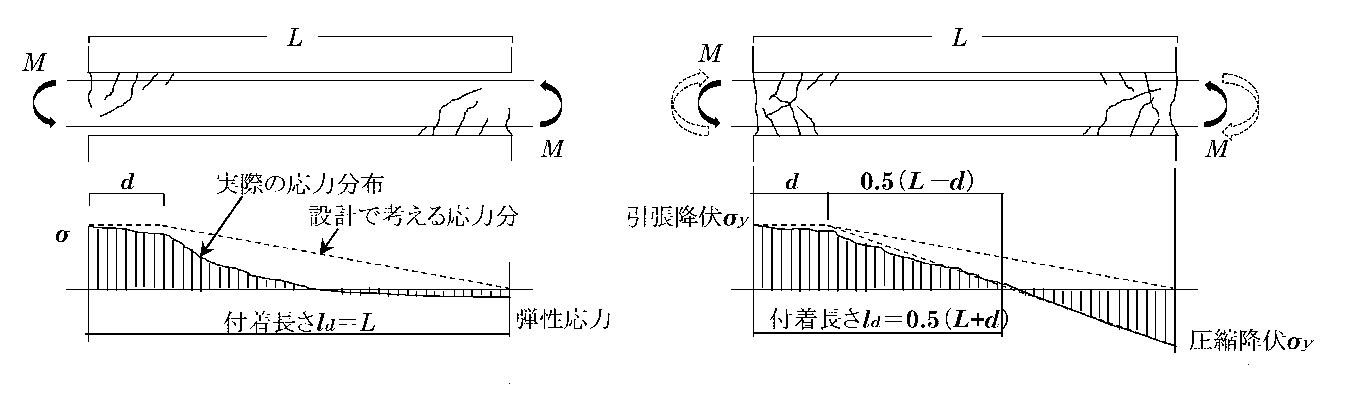 L
M
M
d
実際の応力分布
設計で考える応力分
σ
付着長さld=L
弾性応力
L
M
M
d
0.5(L-d)
引張降伏σy
付着長さld=0.5(L+d)
圧縮降伏σy